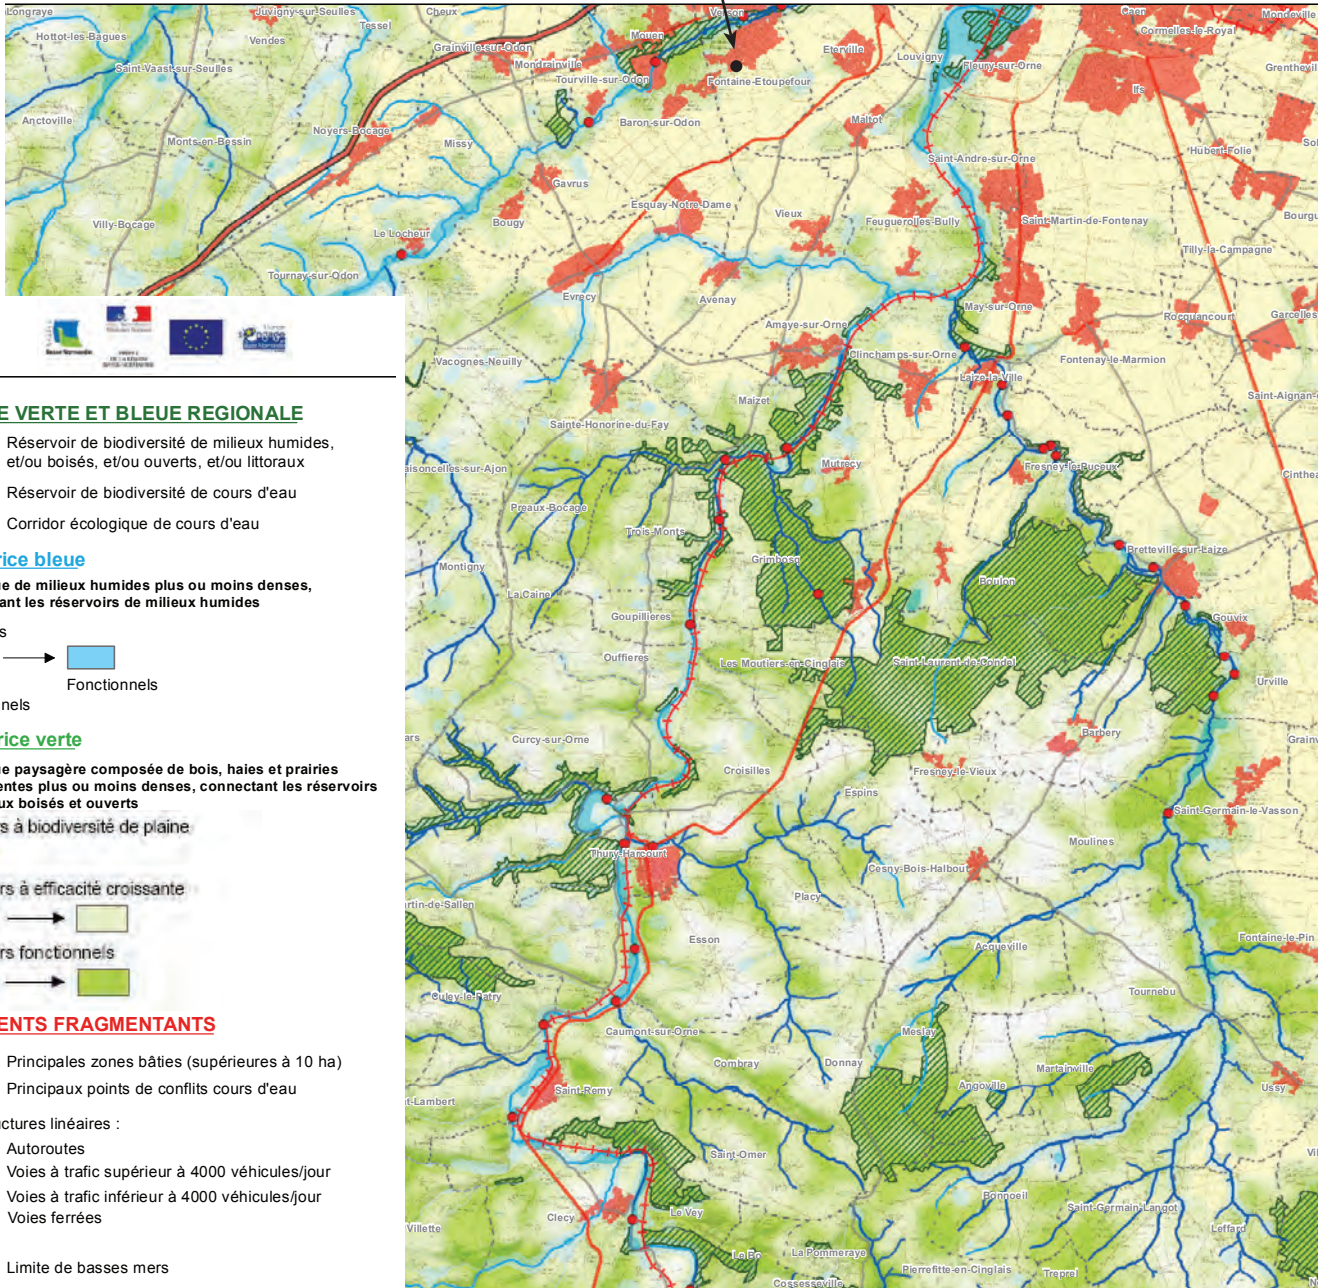 Longraye
Juvigny-sur-Seulles
Cheux
Verson
Caen
Mondeville
Hottot-les-Bagues
Vendes
Tessel
Grainville-sur-Odon
Mouen
Eterville
Louvigny
Cormelles-le-Royal
Saint-Vaast-sur-Seulles
Mondrainville
Tourville-sur-Odon
Fontaine-Etoupefour
Fleury-sur-Orne
Ifs
Anctoville
Monts-en-Bessin
Noyers-Bocage
Missy
Baron-sur-Odon
Maltot
Hubert-Folie
Saint-Andre-sur-Orne
Gavrus
Esquay-Notre-Dame
Vieux
Feuguerolles-Bully
Saint-Martin-de-Fontenay
Villy-Bocage
Le Locheur
Bougy
Tilly-la-Campagne
Tournay-sur-Odon
Evrecy
Avenay
May-sur-Orne
Rocquancourt
Garcelles
Amaye-sur-Orne
Vacognes-Neuilly
Clinchamps-sur-Orne
Fontenay-le-Marmion
Laize-la-Ville
Maizet
Saint-Aignan
Sainte-Honorine-du-Fay
Mutrecy
Fresney-le-Puceux
aisoncelles-sur-Ajon
Preaux-Bocage
Trois-Monts
Grimbosq
Bretteville-sur-Laize
Montigny
La Caine
Boulon
Goupillieres
Gouvix
Ouffieres
Les Moutiers-en-Cinglais
Saint-Laurent-de-Condel
Urville
Curcy-sur-Orne
Croisilles
Barbery
Fresney-le-Vieux
Espins
Saint-Germain-le-Vasson
Thury-Harcourt
Moulines
Cesny-Bois-Halbout
Placy
rtin-de-Sallen
Esson
Acqueville
Fontaine-le-Pin
Culey-le-Patry
Tournebu
Caumont-sur-Orne
Meslay
Combray
Donnay
Martainville
Angoville
Ussy
Saint-Remy
t-Lambert
Saint-Omer
Bonnoeil
Saint-Germain-Langot
Clecy
Le Vey
Villette
Leffard
Le Bo
La Pommeraye
Pierrefitte-en-Cinglais
Treprel
Cossesseville
E VERTE ET BLEUE REGIONALE
Réservoir de biodiversité de milieux humides,
et/ou boisés, et/ou ouverts, et/ou littoraux
Réservoir de biodiversité de cours d'eau
Corridor écologique de cours d'eau
rice bleue
ue de milieux humides plus ou moins denses,
ant les réservoirs de milieux humides
s
Fonctionnels
nels
rice verte
ue paysagère composée de bois, haies et prairies
entes plus ou moins denses, connectant les réservoirs
ux boisés et ouverts
rs à biodiversité de plaine
rs à efficacité croissante
rs fonctionnels
ENTS FRAGMENTANTS
Principales zones bâties (supérieures à 10 ha)
Principaux points de conflits cours d'eau
ctures linéaires :
Autoroutes
Voies à trafic supérieur à 4000 véhicules/jour
Voies à trafic inférieur à 4000 véhicules/jour
Voies ferrées
Limite de basses mers